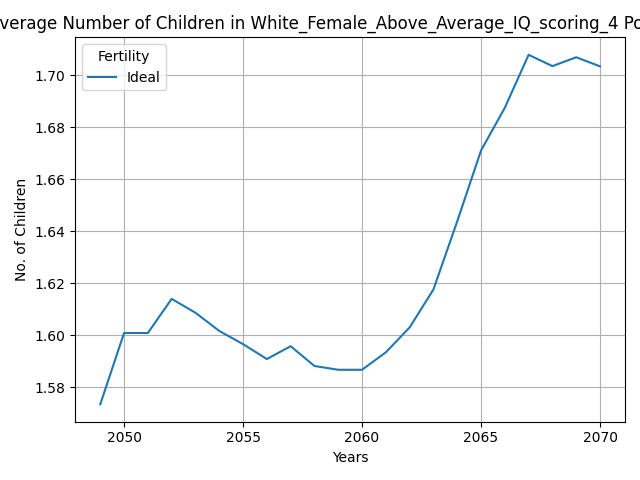 verage Number of Children in White_Female_Above_Average_IQ_scoring_4 Po
Fertility
Ideal
1.70
1.68
1.66
1.64
1.62
1.60
1.58
No. of Children
2050 2055 2060 2065 2070
Years